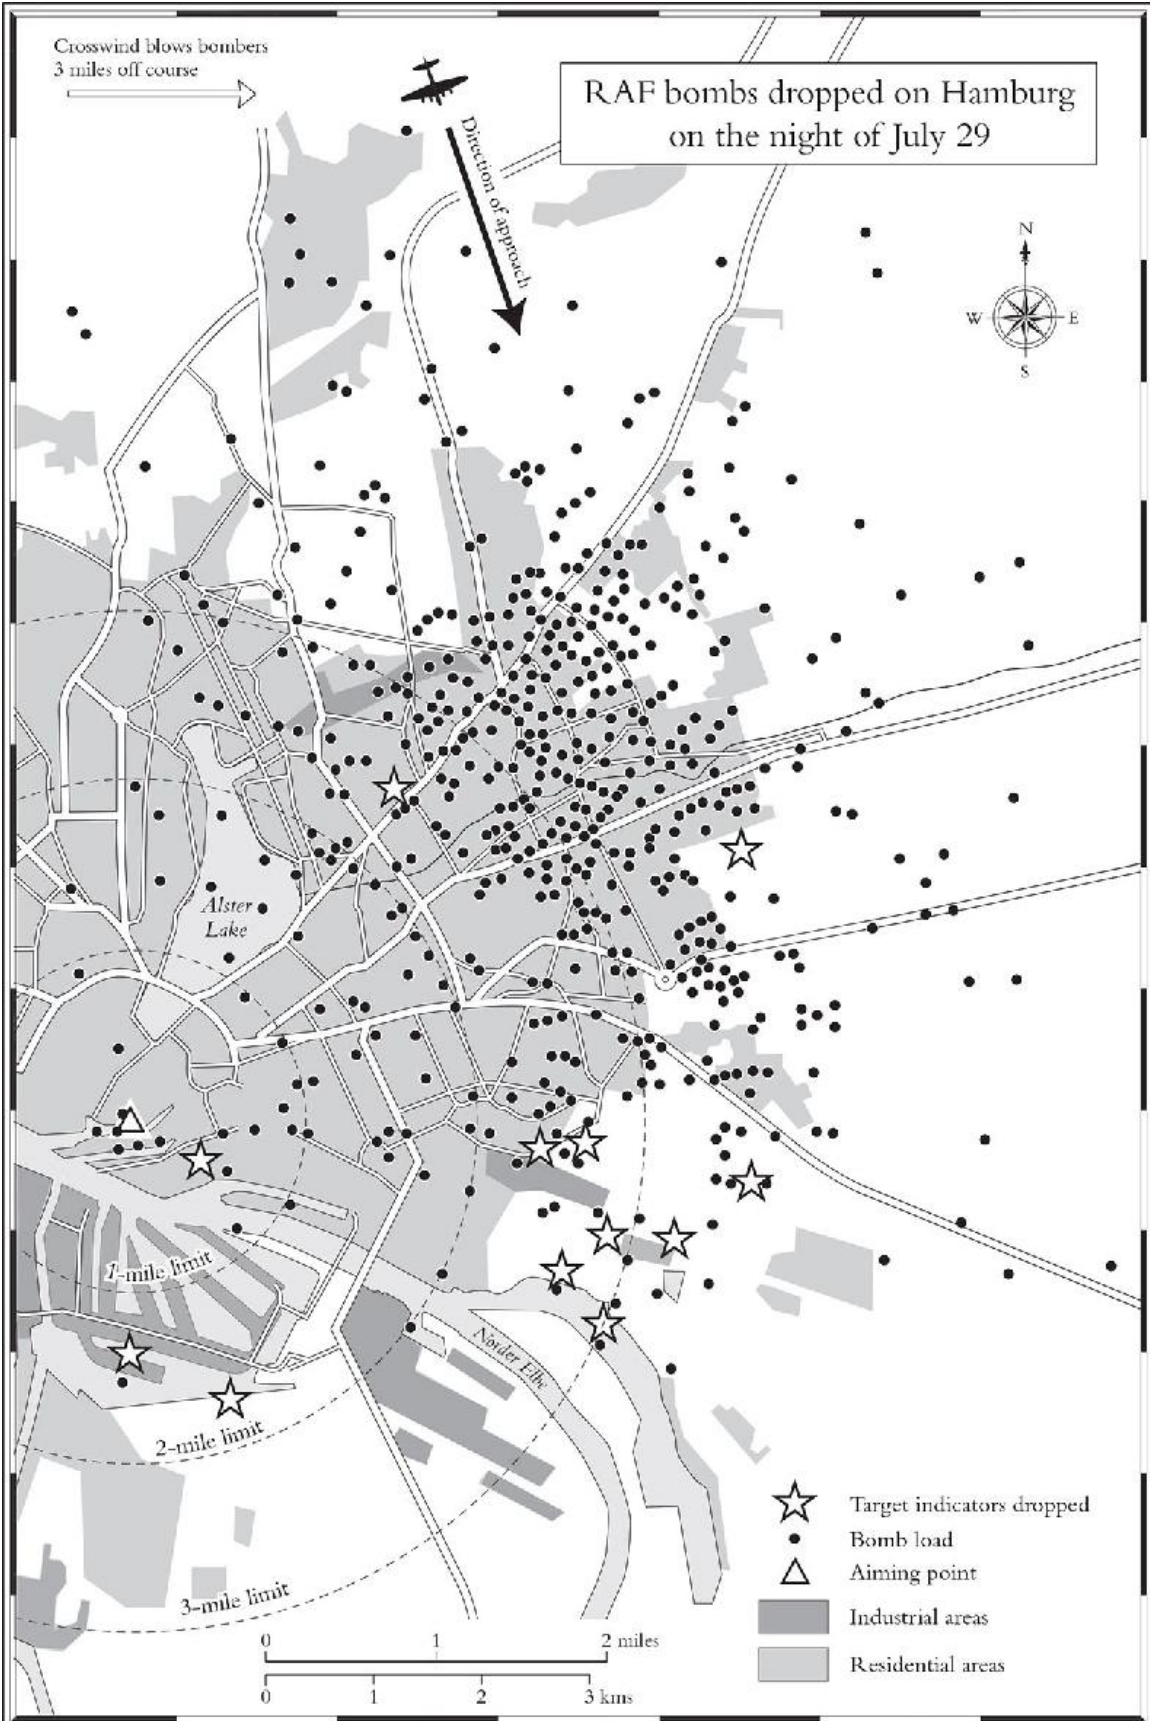 Crosswind blows bombers
3 miles off course
RAF bombs dropped on Hamburg
on the night of July 29
Direction of approach
N
W E
S
Alster
Lake
1-mile limit
Norder Elbe
2-mile limit
3-mile limit
Target indicators dropped
Bomb load
Aiming point
Industrial areas
Residential areas
0 1 2 miles
0 1 2 3 kms